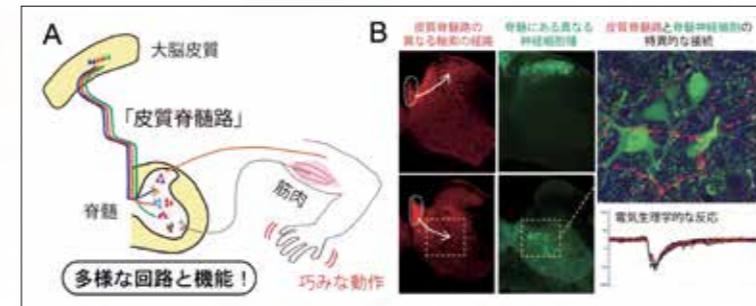 A
大脳皮質
「皮質脊髄路」
脊髄
筋肉
多様な回路と機能！
巧みな動作
B
皮質脊髄路の
異なる軸索の経路
脊髄にある異なる
神経細胞種
皮質脊髄路と脊髄神経細胞の
特異的な接続
電気生理学的な反応